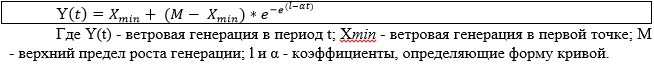 Y(t) = X_min + (M − X_min) * e^{−e^{(l−αt)}}
Где Y(t) - ветровая генерация в период t; Xmin - ветровая генерация в первой точке; M
- верхний предел роста генерации; l и α - коэффициенты, определяющие форму кривой.